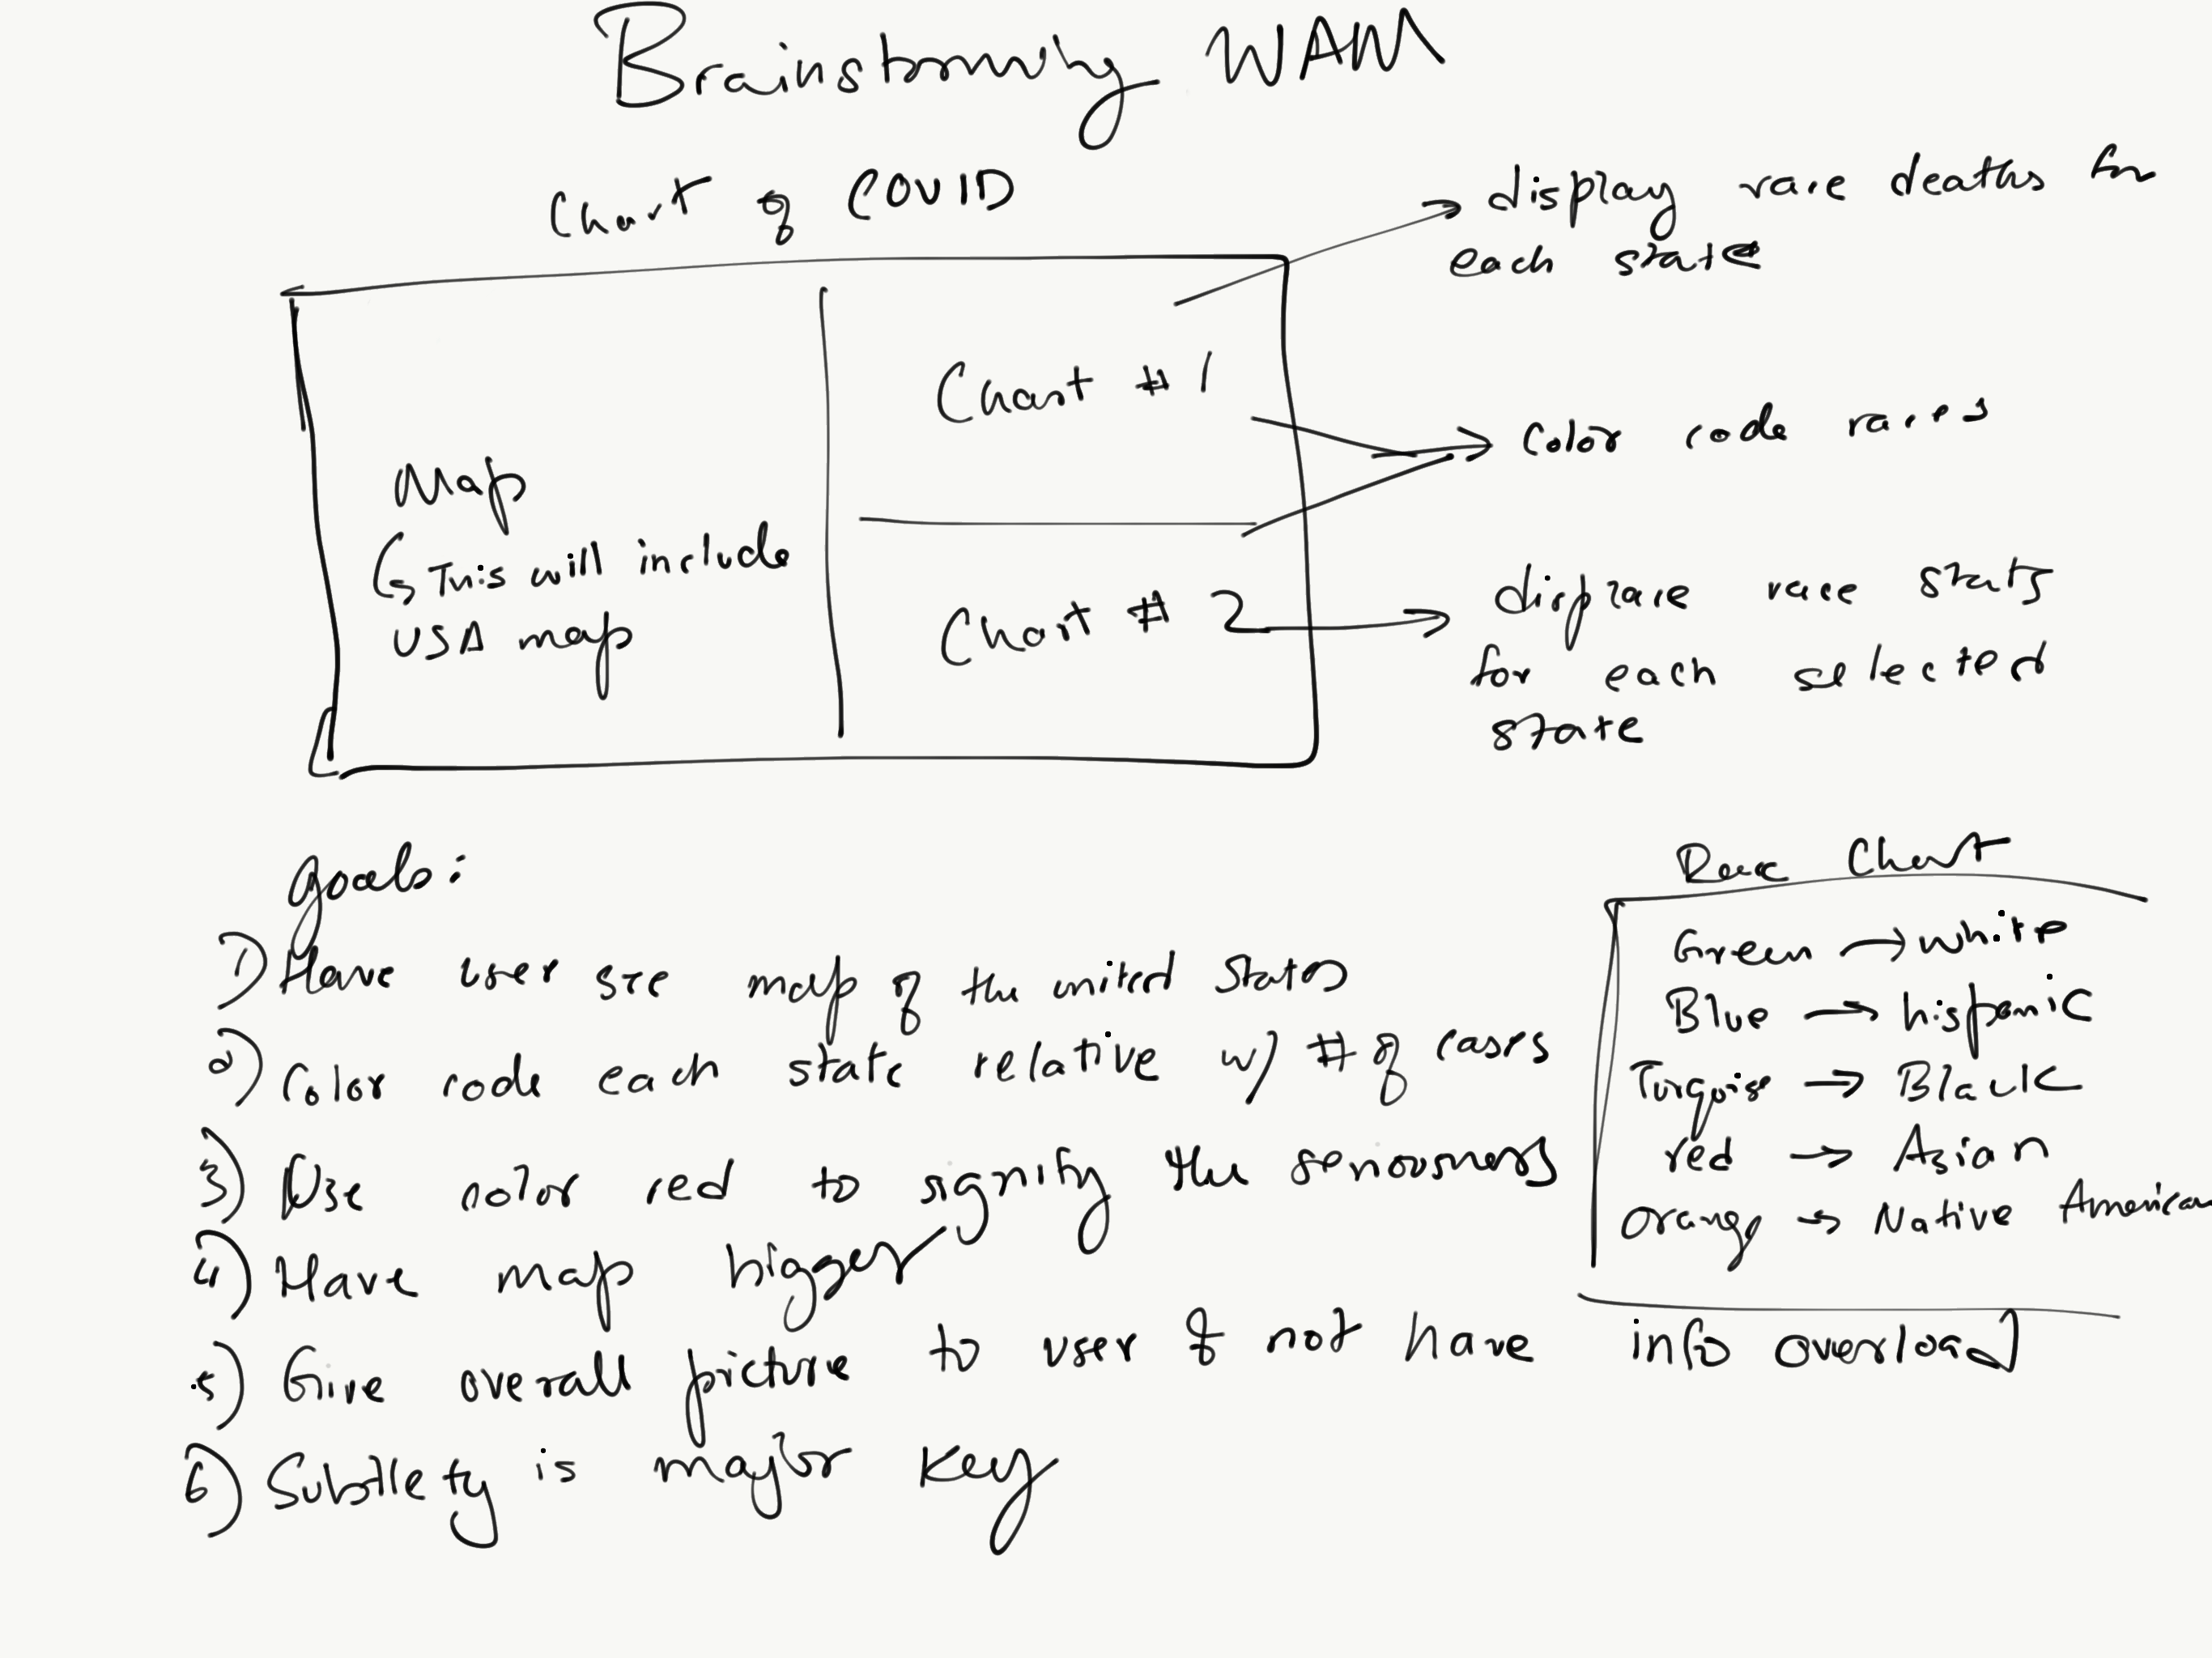 Brainstorming WAM
Chart of COVID
display race deaths for
each state
Chart #1
Color code races
Map
This will include
USA map
Chart #2
displace race stats
for each selected
state
goals:
1) Have user see map of the united States
2) Color code each state relative w/ # of cases
3) Use color red to signify the seriousness
4) Have map bigger
5) Give overall picture to user & not have info overload
6) Subtlety is major key
Race Chart
Green → white
Blue → hispanic
Turqoise → Black
red → Asian
Orange → Native American